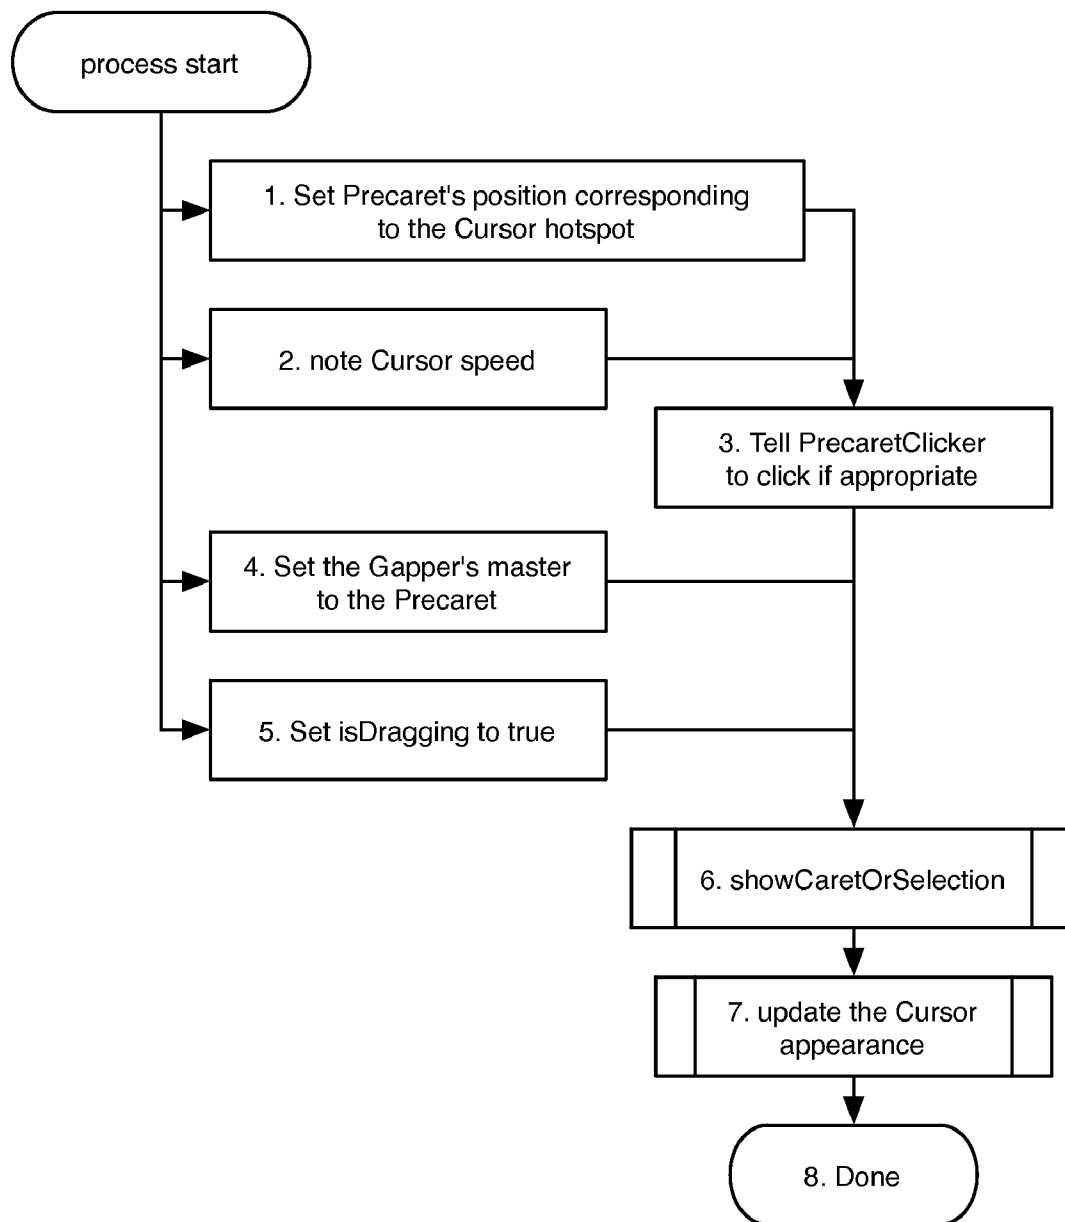 process start
1. Set Precaret's position corresponding
to the Cursor hotspot
2. note Cursor speed
3. Tell PrecaretClicker
to click if appropriate
4. Set the Gapper's master
to the Precaret
5. Set isDragging to true
6. showCaretOrSelection
7. update the Cursor
appearance
8. Done